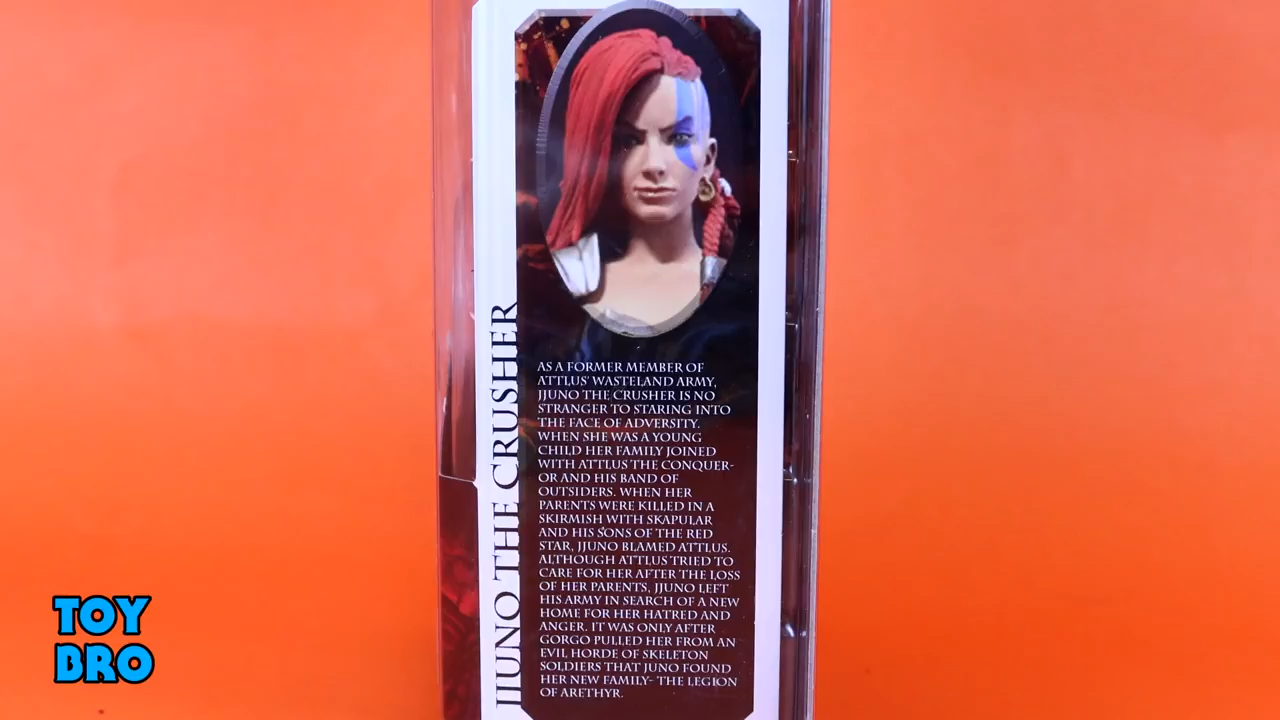 JJUNO THE CRUSHER
AS A FORMER MEMBER OF
ATTLUS' WASTELAND ARMY,
JJUNO THE CRUSHER IS NO
STRANGER TO STARING INTO
THE FACE OF ADVERSITY.
WHEN SHE WAS A YOUNG
CHILD HER FAMILY JOINED
WITH ATTLUS THE CONQUER-
OR AND HIS BAND OF
OUTSIDERS. WHEN HER
PARENTS WERE KILLED IN A
SKIRMISH WITH SKAPULAR
AND HIS SONS OF THE RED
STAR, JJUNO BLAMED ATTLUS.
ALTHOUGH ATTLUS TRIED TO
CARE FOR HER AFTER THE LOSS
OF HER PARENTS, JJUNO LEFT
HIS ARMY IN SEARCH OF A NEW
HOME FOR HER HATRED AND
ANGER. IT WAS ONLY AFTER
GORGO PULLED HER FROM AN
EVIL HORDE OF SKELETON
SOLDIERS THAT JUNO FOUND
HER NEW FAMILY- THE LEGION
OF ARETHYR.
TOY
BRO